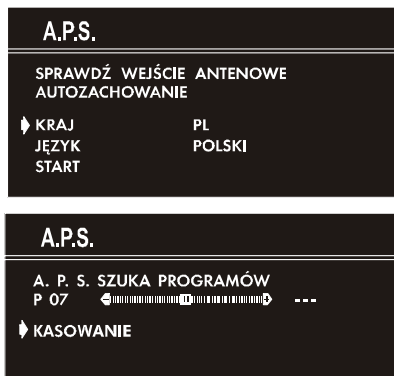 A.P.S.
SPRAWDŹ WEJŚCIE ANTENOWE
AUTOZACHOWANIE
KRAJ PL
JĘZYK POLSKI
START
A.P.S.
A. P. S. SZUKA PROGRAMÓW
P 07 ---
KASOWANIE